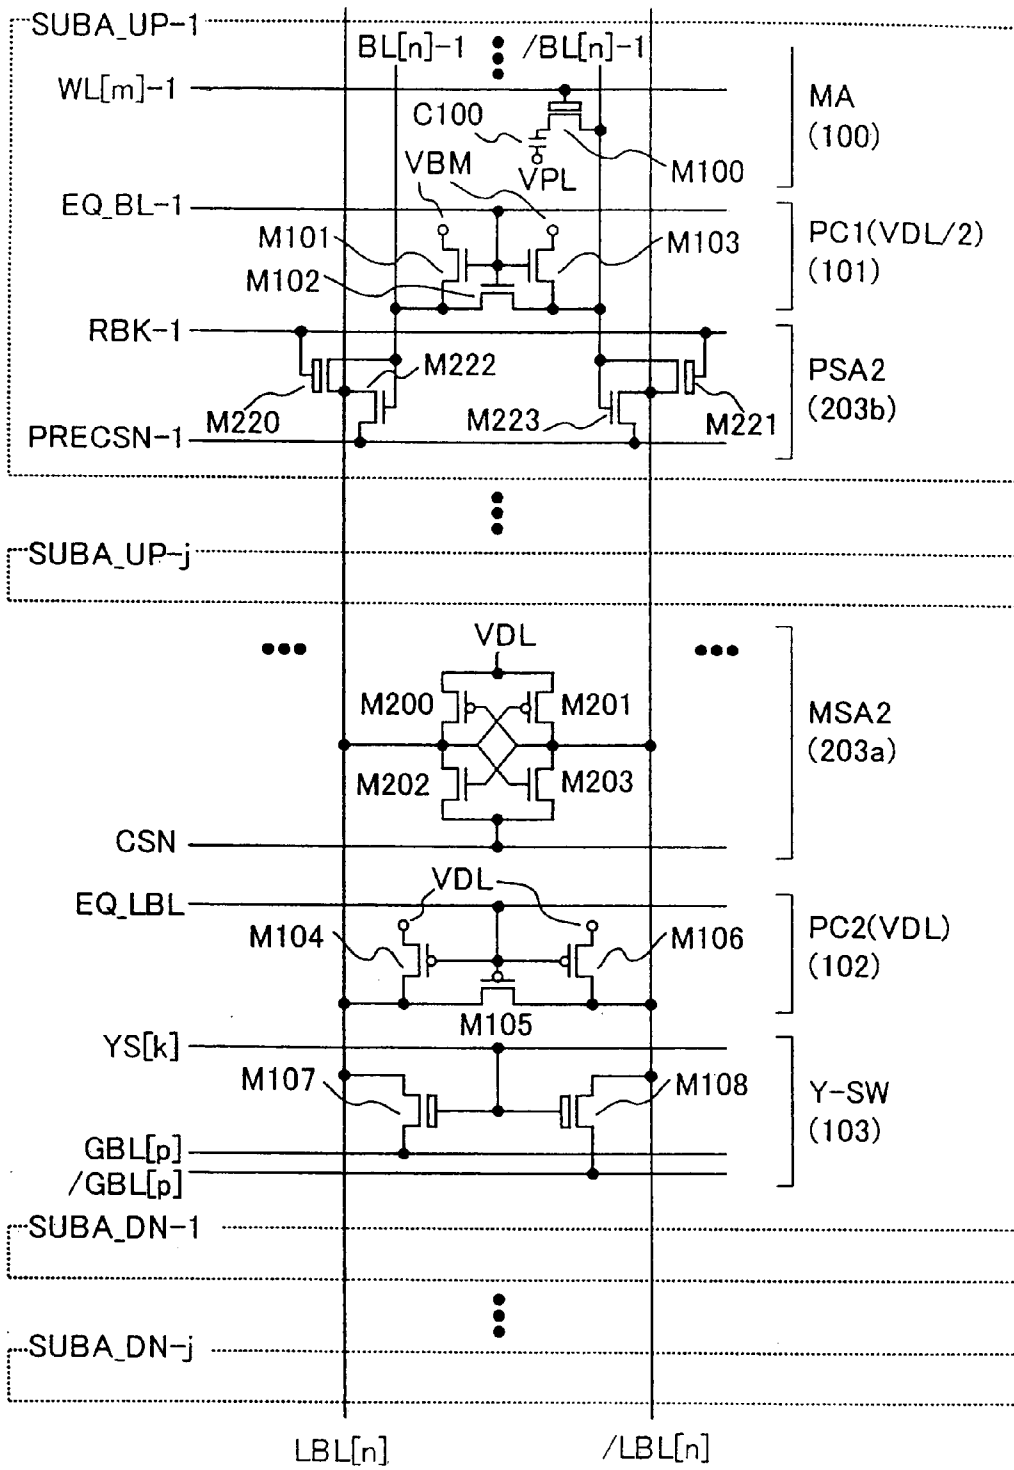 SUBA_UP-1
BL[n]-1 /BL[n]-1
WL[m]-1
C100
MA
(100)
VPL
M100
VBM
EQ_BL-1
M101
M103
PC1(VDL/2)
(101)
M102
RBK-1
M222
PSA2
(203b)
M220
M223
M221
PRECSN-1
SUBA_UP-j
VDL
M200
M201
MSA2
(203a)
M202
M203
CSN
VDL
EQ_LBL
M104
M106
PC2(VDL)
(102)
M105
YS[k]
M107
M108
Y-SW
(103)
GBL[p]
/GBL[p]
SUBA_DN-1
SUBA_DN-j
LBL[n]
/LBL[n]